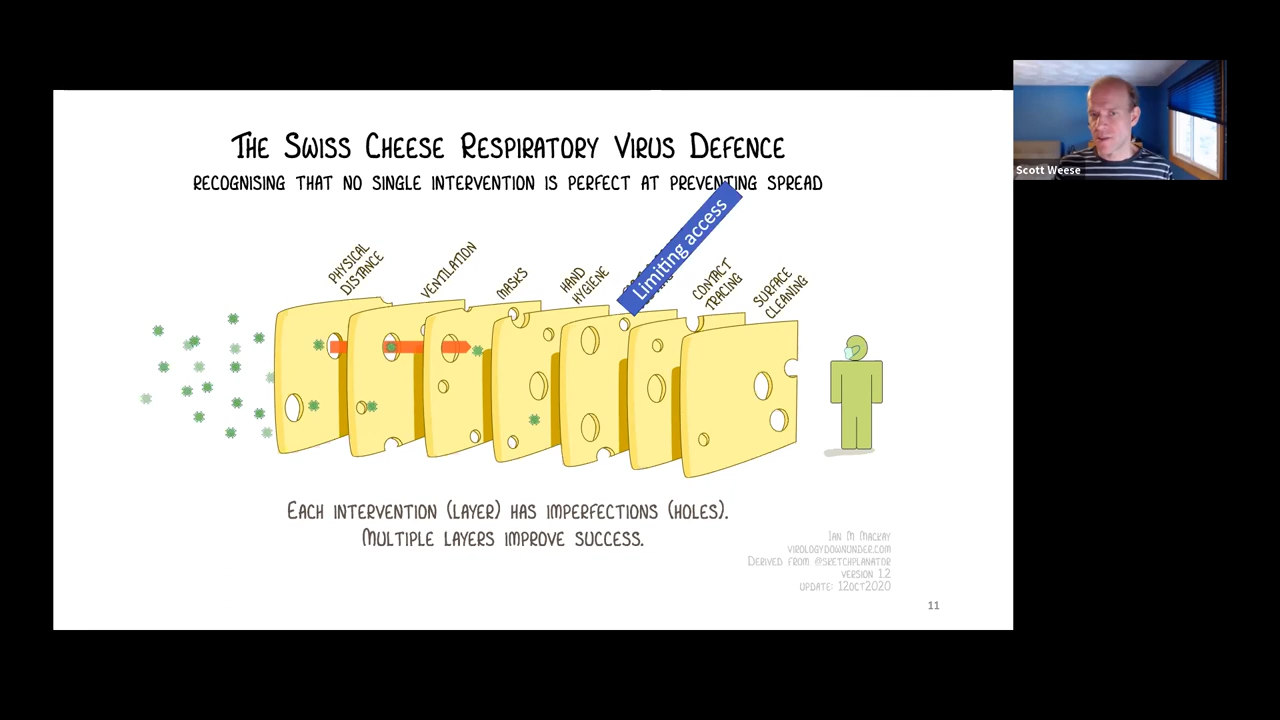 The Swiss Cheese Respiratory Virus Defence
recognising that no single intervention is perfect at preventing spread
Limiting access
Physical
distance
Ventilation
Masks
Hand
hygiene
Contact
tracing
Surface
cleaning
Each intervention (layer) has imperfections (holes).
Multiple layers improve success.
Ian M Mackay
virologydownunder.com
Derived from @sketchplanator
version 1.2
update: 12oct2020
11
Scott Weese